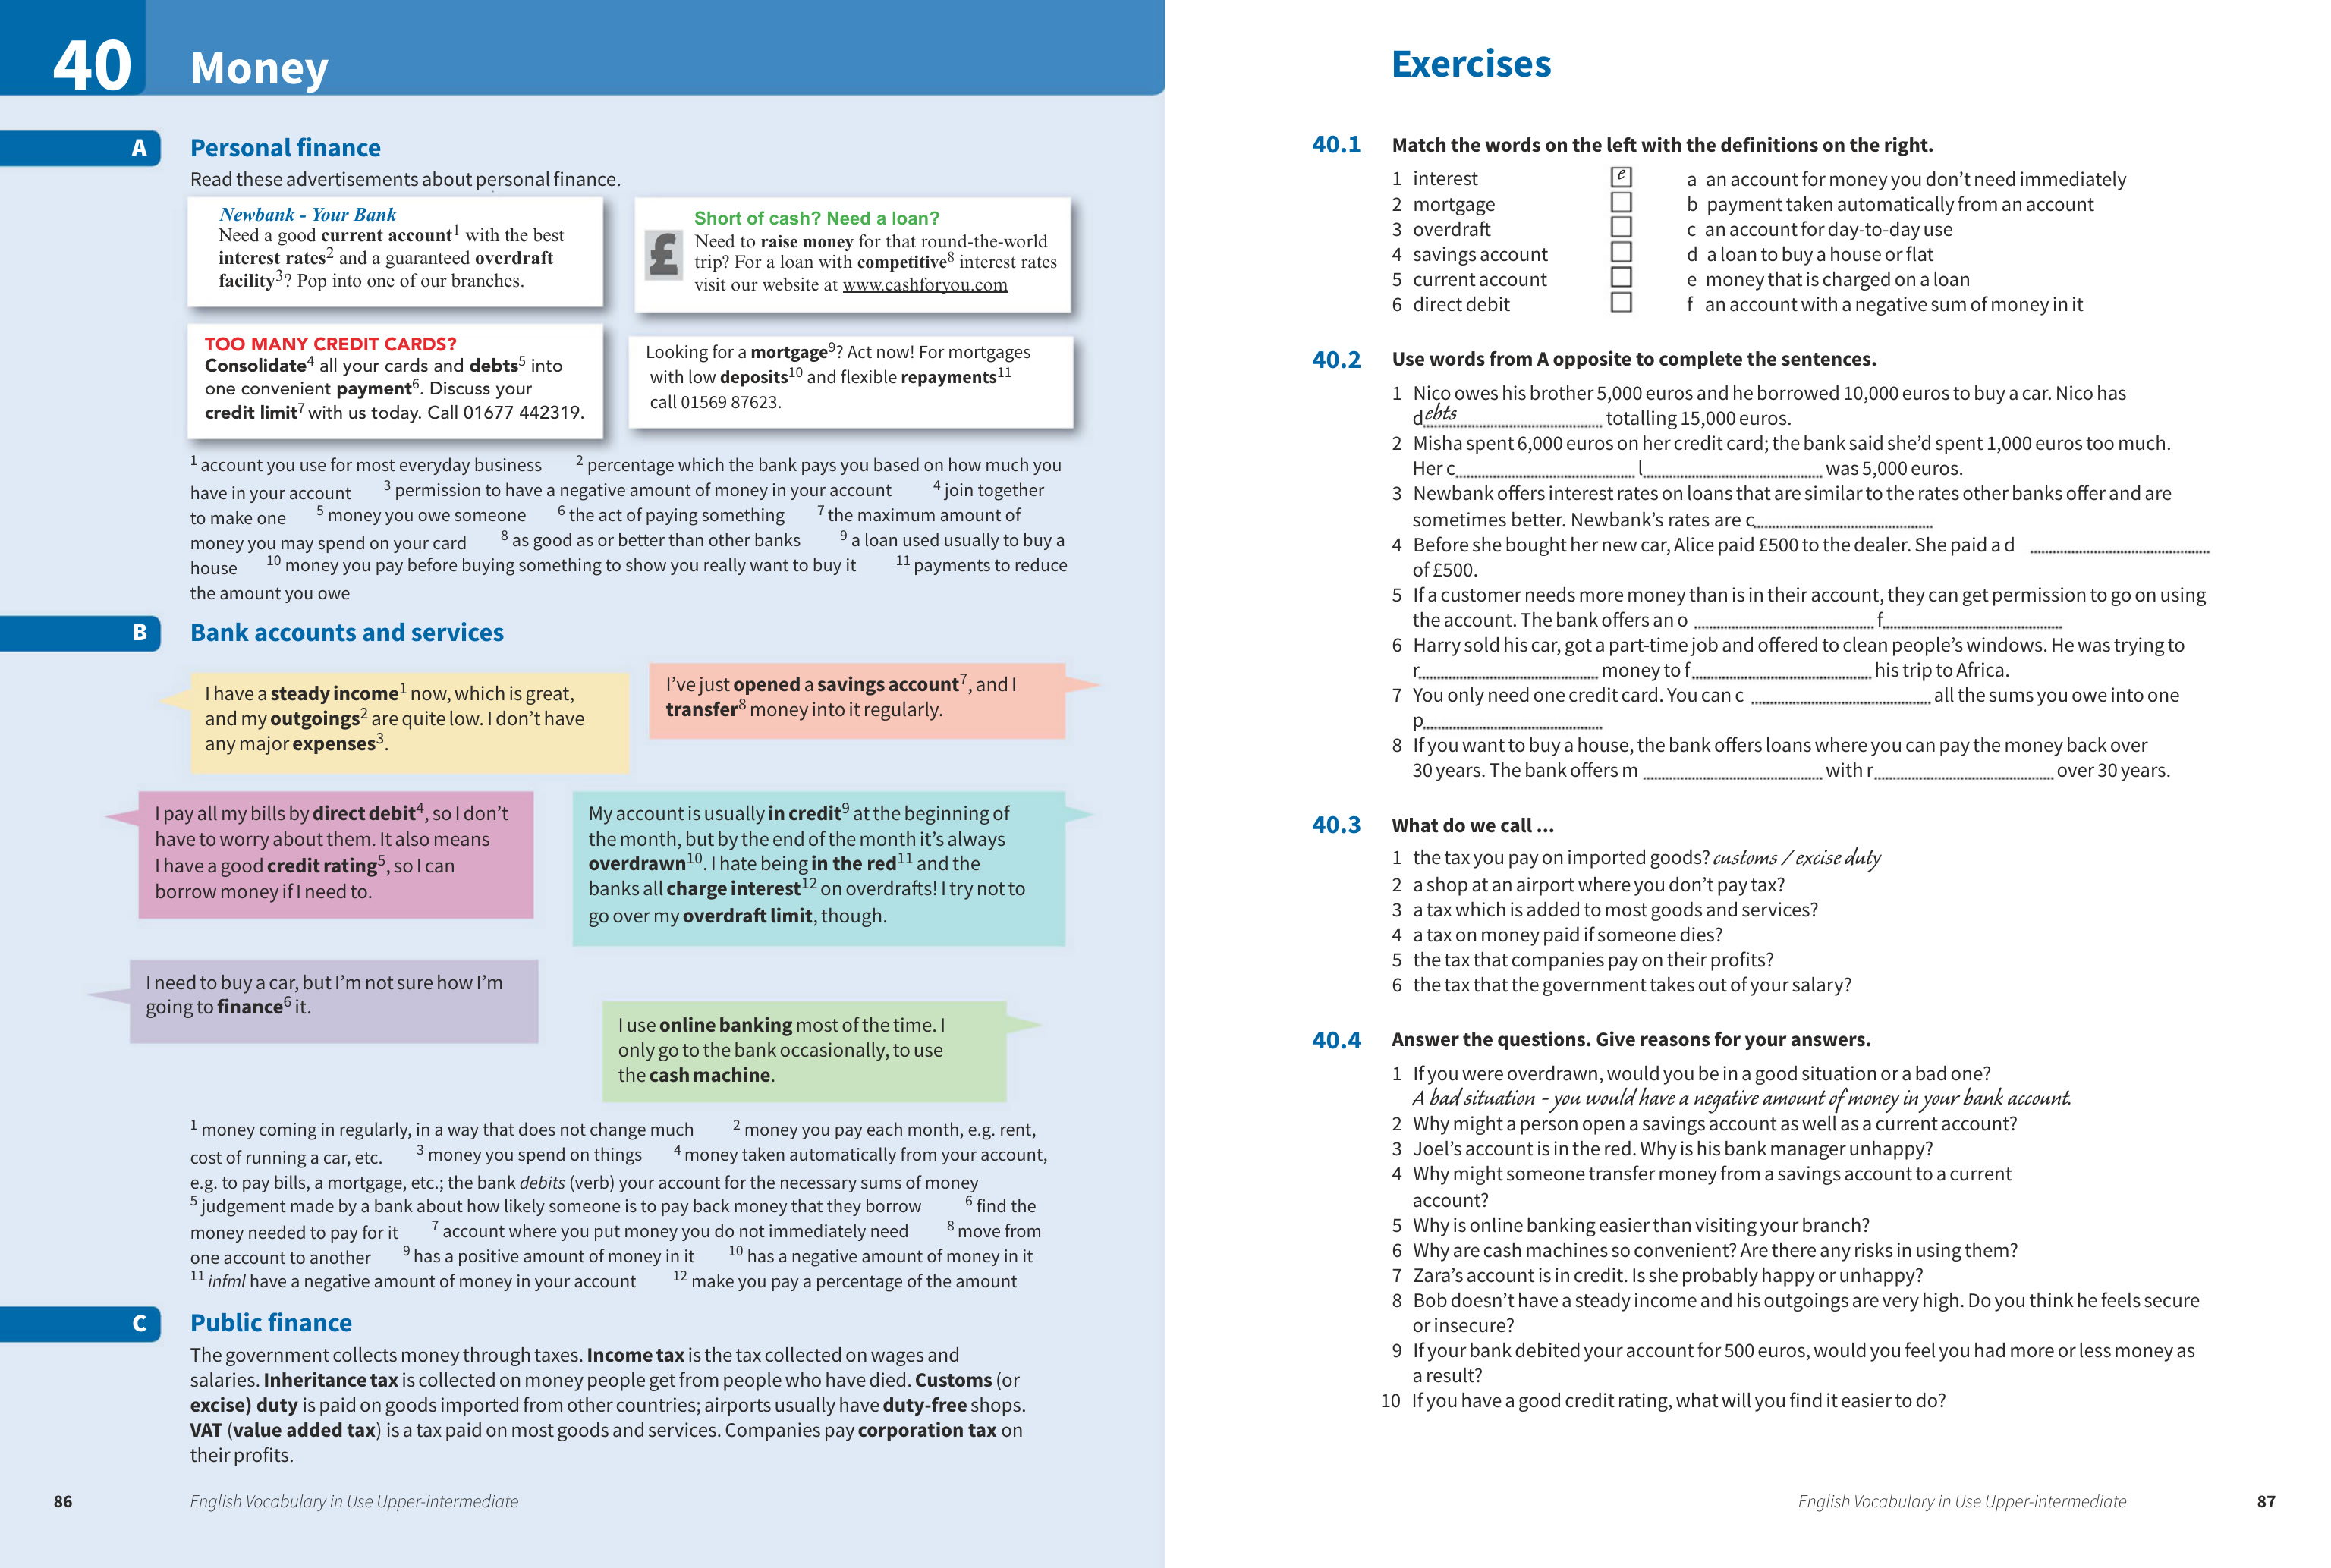 40
Money
A
Personal finance
Read these advertisements about personal finance.
Newbank - Your Bank
Need a good current account1 with the best
interest rates2 and a guaranteed overdraft
facility3? Pop into one of our branches.
Short of cash? Need a loan?
£
Need to raise money for that round-the-world
trip? For a loan with competitive8 interest rates
visit our website at www.cashforyou.com
TOO MANY CREDIT CARDS?
Consolidate4 all your cards and debts5 into
one convenient payment6. Discuss your
credit limit7 with us today. Call 01677 442319.
Looking for a mortgage9? Act now! For mortgages
with low deposits10 and flexible repayments11
call 01569 87623.
1 account you use for most everyday business 2 percentage which the bank pays you based on how much you
have in your account 3 permission to have a negative amount of money in your account 4 join together
to make one 5 money you owe someone 6 the act of paying something 7 the maximum amount of
money you may spend on your card 8 as good as or better than other banks 9 a loan used usually to buy a
house 10 money you pay before buying something to show you really want to buy it 11 payments to reduce
the amount you owe
B
Bank accounts and services
I have a steady income1 now, which is great,
and my outgoings2 are quite low. I don't have
any major expenses3.
I've just opened a savings account7, and I
transfer8 money into it regularly.
I pay all my bills by direct debit4, so I don't
have to worry about them. It also means
I have a good credit rating5, so I can
borrow money if I need to.
My account is usually in credit9 at the beginning of
the month, but by the end of the month it's always
overdrawn10. I hate being in the red11 and the
banks all charge interest12 on overdrafts! I try not to
go over my overdraft limit, though.
I need to buy a car, but I'm not sure how I'm
going to finance6 it.
I use online banking most of the time. I
only go to the bank occasionally, to use
the cash machine.
1 money coming in regularly, in a way that does not change much 2 money you pay each month, e.g. rent,
cost of running a car, etc. 3 money you spend on things 4 money taken automatically from your account,
e.g. to pay bills, a mortgage, etc.; the bank debits (verb) your account for the necessary sums of money
5 judgement made by a bank about how likely someone is to pay back money that they borrow 6 find the
money needed to pay for it 7 account where you put money you do not immediately need 8 move from
one account to another 9 has a positive amount of money in it 10 has a negative amount of money in it
11 infml have a negative amount of money in your account 12 make you pay a percentage of the amount
C
Public finance
The government collects money through taxes. Income tax is the tax collected on wages and
salaries. Inheritance tax is collected on money people get from people who have died. Customs (or
excise) duty is paid on goods imported from other countries; airports usually have duty-free shops.
VAT (value added tax) is a tax paid on most goods and services. Companies pay corporation tax on
their profits.
86
English Vocabulary in Use Upper-intermediate
Exercises
40.1 Match the words on the left with the definitions on the right.
1 interest e a an account for money you don't need immediately
2 mortgage b payment taken automatically from an account
3 overdraft c an account for day-to-day use
4 savings account d a loan to buy a house or flat
5 current account e money that is charged on a loan
6 direct debit f an account with a negative sum of money in it
40.2 Use words from A opposite to complete the sentences.
1 Nico owes his brother 5,000 euros and he borrowed 10,000 euros to buy a car. Nico has
debts totalling 15,000 euros.
2 Misha spent 6,000 euros on her credit card; the bank said she'd spent 1,000 euros too much.
Her c l was 5,000 euros.
3 Newbank offers interest rates on loans that are similar to the rates other banks offer and are
sometimes better. Newbank's rates are c
4 Before she bought her new car, Alice paid £500 to the dealer. She paid a d
of £500.
5 If a customer needs more money than is in their account, they can get permission to go on using
the account. The bank offers an o f
6 Harry sold his car, got a part-time job and offered to clean people's windows. He was trying to
r money to f his trip to Africa.
7 You only need one credit card. You can c all the sums you owe into one
p
8 If you want to buy a house, the bank offers loans where you can pay the money back over
30 years. The bank offers m with r over 30 years.
40.3 What do we call ...
1 the tax you pay on imported goods? customs / excise duty
2 a shop at an airport where you don't pay tax?
3 a tax which is added to most goods and services?
4 a tax on money paid if someone dies?
5 the tax that companies pay on their profits?
6 the tax that the government takes out of your salary?
40.4 Answer the questions. Give reasons for your answers.
1 If you were overdrawn, would you be in a good situation or a bad one?
A bad situation - you would have a negative amount of money in your bank account.
2 Why might a person open a savings account as well as a current account?
3 Joel's account is in the red. Why is his bank manager unhappy?
4 Why might someone transfer money from a savings account to a current
account?
5 Why is online banking easier than visiting your branch?
6 Why are cash machines so convenient? Are there any risks in using them?
7 Zara's account is in credit. Is she probably happy or unhappy?
8 Bob doesn't have a steady income and his outgoings are very high. Do you think he feels secure
or insecure?
9 If your bank debited your account for 500 euros, would you feel you had more or less money as
a result?
10 If you have a good credit rating, what will you find it easier to do?
English Vocabulary in Use Upper-intermediate
87